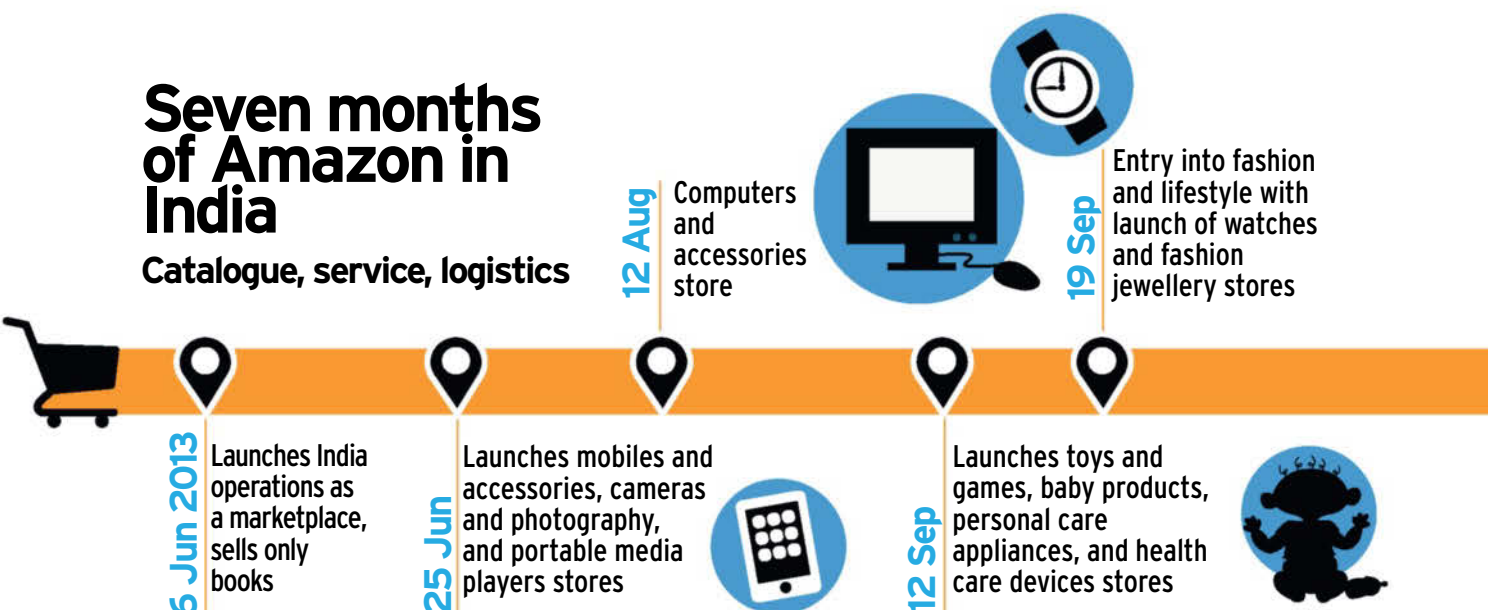 Seven months
of Amazon in
India
Catalogue, service, logistics
6 Jun 2013
Launches India
operations as
a marketplace,
sells only
books
25 Jun
Launches mobiles and
accessories, cameras
and photography,
and portable media
players stores
12 Aug
Computers
and
accessories
store
12 Sep
Launches toys and
games, baby products,
personal care
appliances, and health
care devices stores
19 Sep
Entry into fashion
and lifestyle with
launch of watches
and fashion
jewellery stores